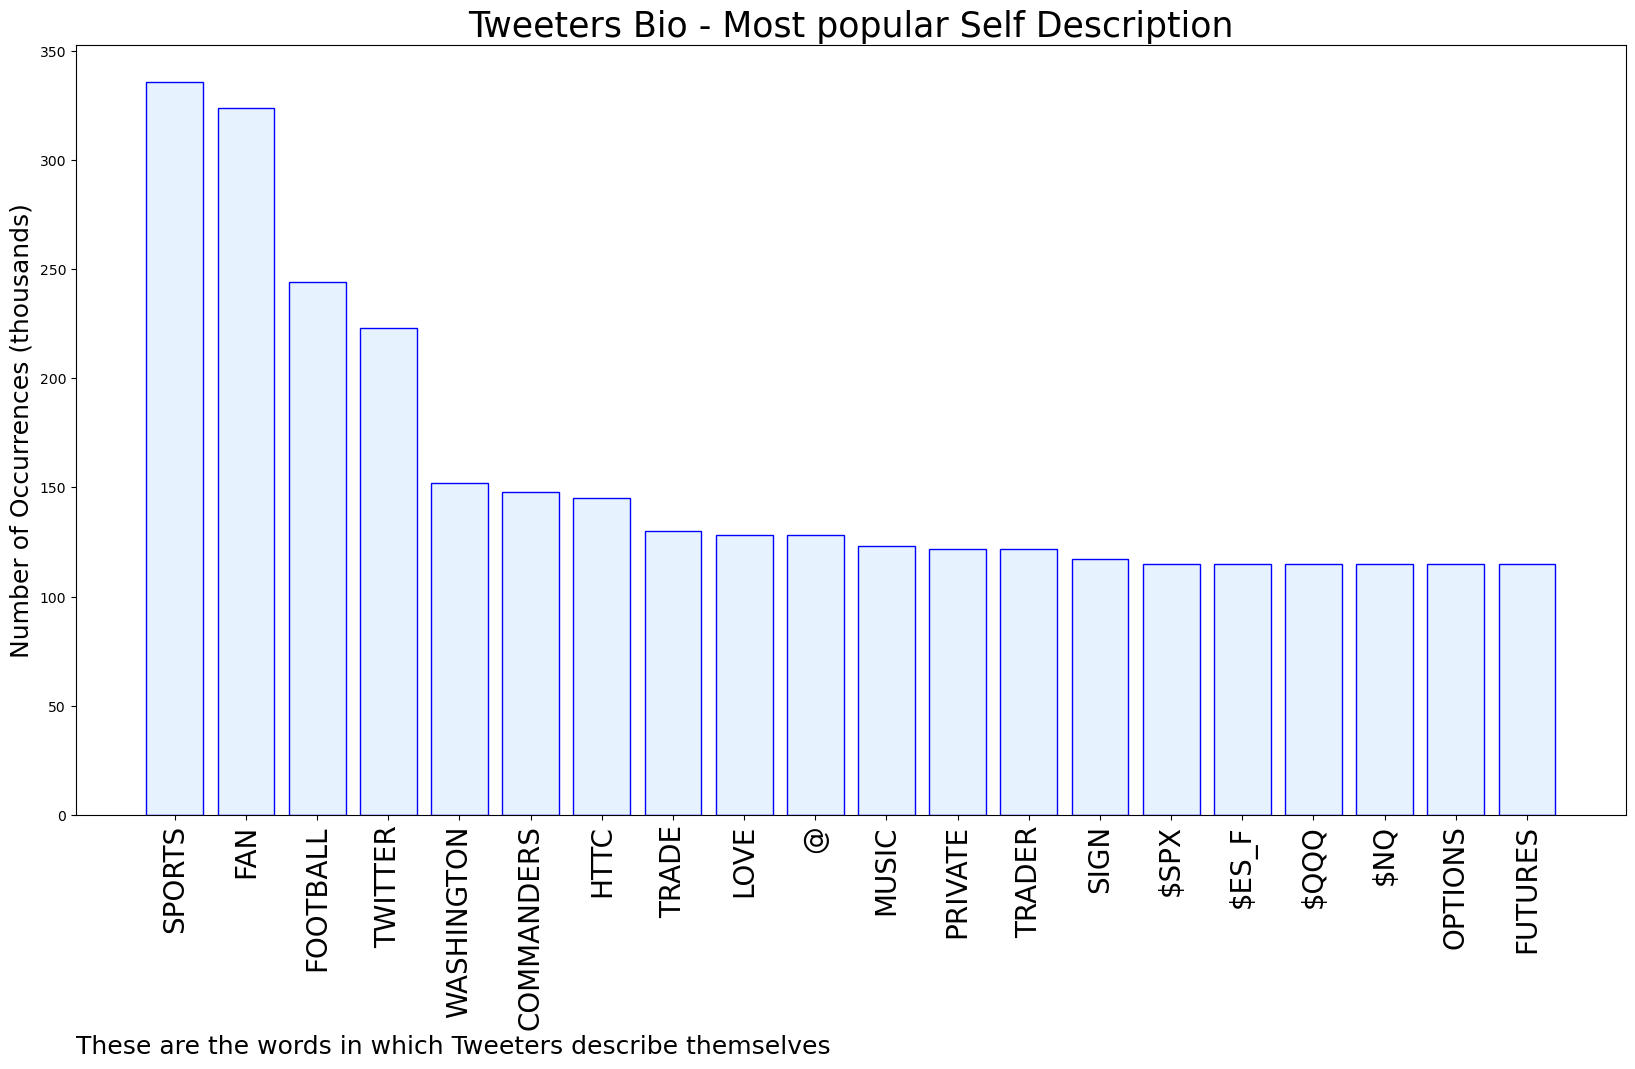 Tweeters Bio - Most popular Self Description
Number of Occurrences (thousands)
350
300
250
200
150
100
50
0
SPORTS
FAN
FOOTBALL
TWITTER
WASHINGTON
COMMANDERS
HTTC
TRADE
LOVE
@
MUSIC
PRIVATE
TRADER
SIGN
$SPX
$ES_F
$QQQ
$NQ
OPTIONS
FUTURES
These are the words in which Tweeters describe themselves